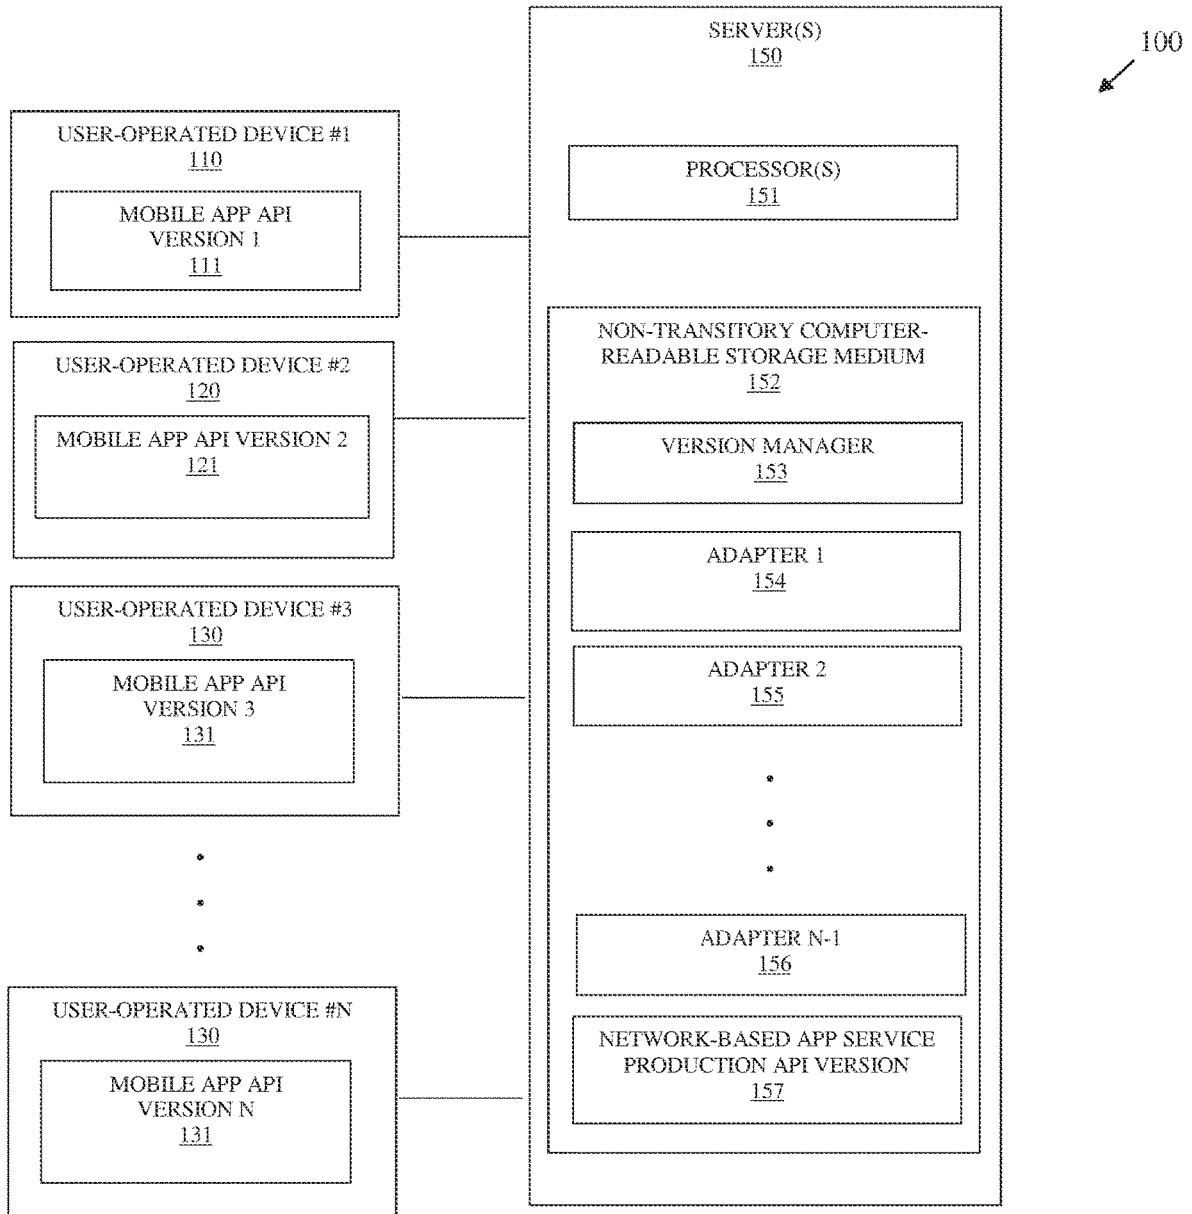 100
USER-OPERATED DEVICE #1
110
MOBILE APP API
VERSION 1
111
USER-OPERATED DEVICE #2
120
MOBILE APP API VERSION 2
121
USER-OPERATED DEVICE #3
130
MOBILE APP API
VERSION 3
131
USER-OPERATED DEVICE #N
130
MOBILE APP API
VERSION N
131
SERVER(S)
150
PROCESSOR(S)
151
NON-TRANSITORY COMPUTER-
READABLE STORAGE MEDIUM
152
VERSION MANAGER
153
ADAPTER 1
154
ADAPTER 2
155
ADAPTER N-1
156
NETWORK-BASED APP SERVICE
PRODUCTION API VERSION
157